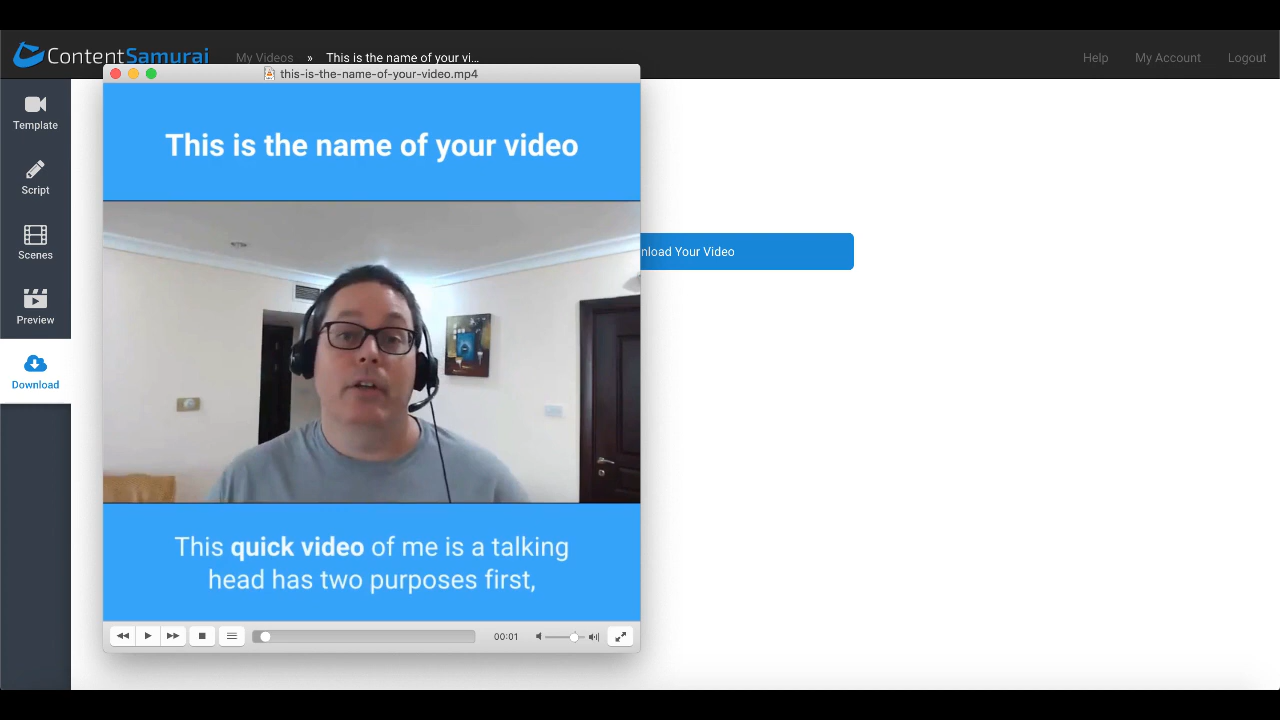 ContentSamurai
My Videos » This is the name of your vi...
Help My Account Logout
this-is-the-name-of-your-video.mp4
Template
Script
Scenes
Preview
Download
This is the name of your video
nload Your Video
This quick video of me is a talking
head has two purposes first,
00:01